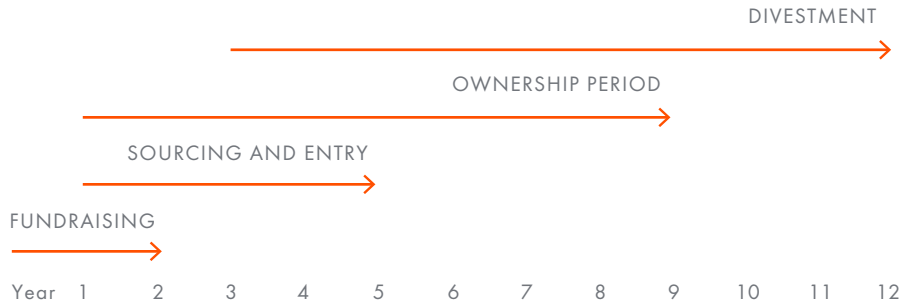 DIVESTMENT
OWNERSHIP PERIOD
SOURCING AND ENTRY
FUNDRAISING
Year 1 2 3 4 5 6 7 8 9 10 11 12